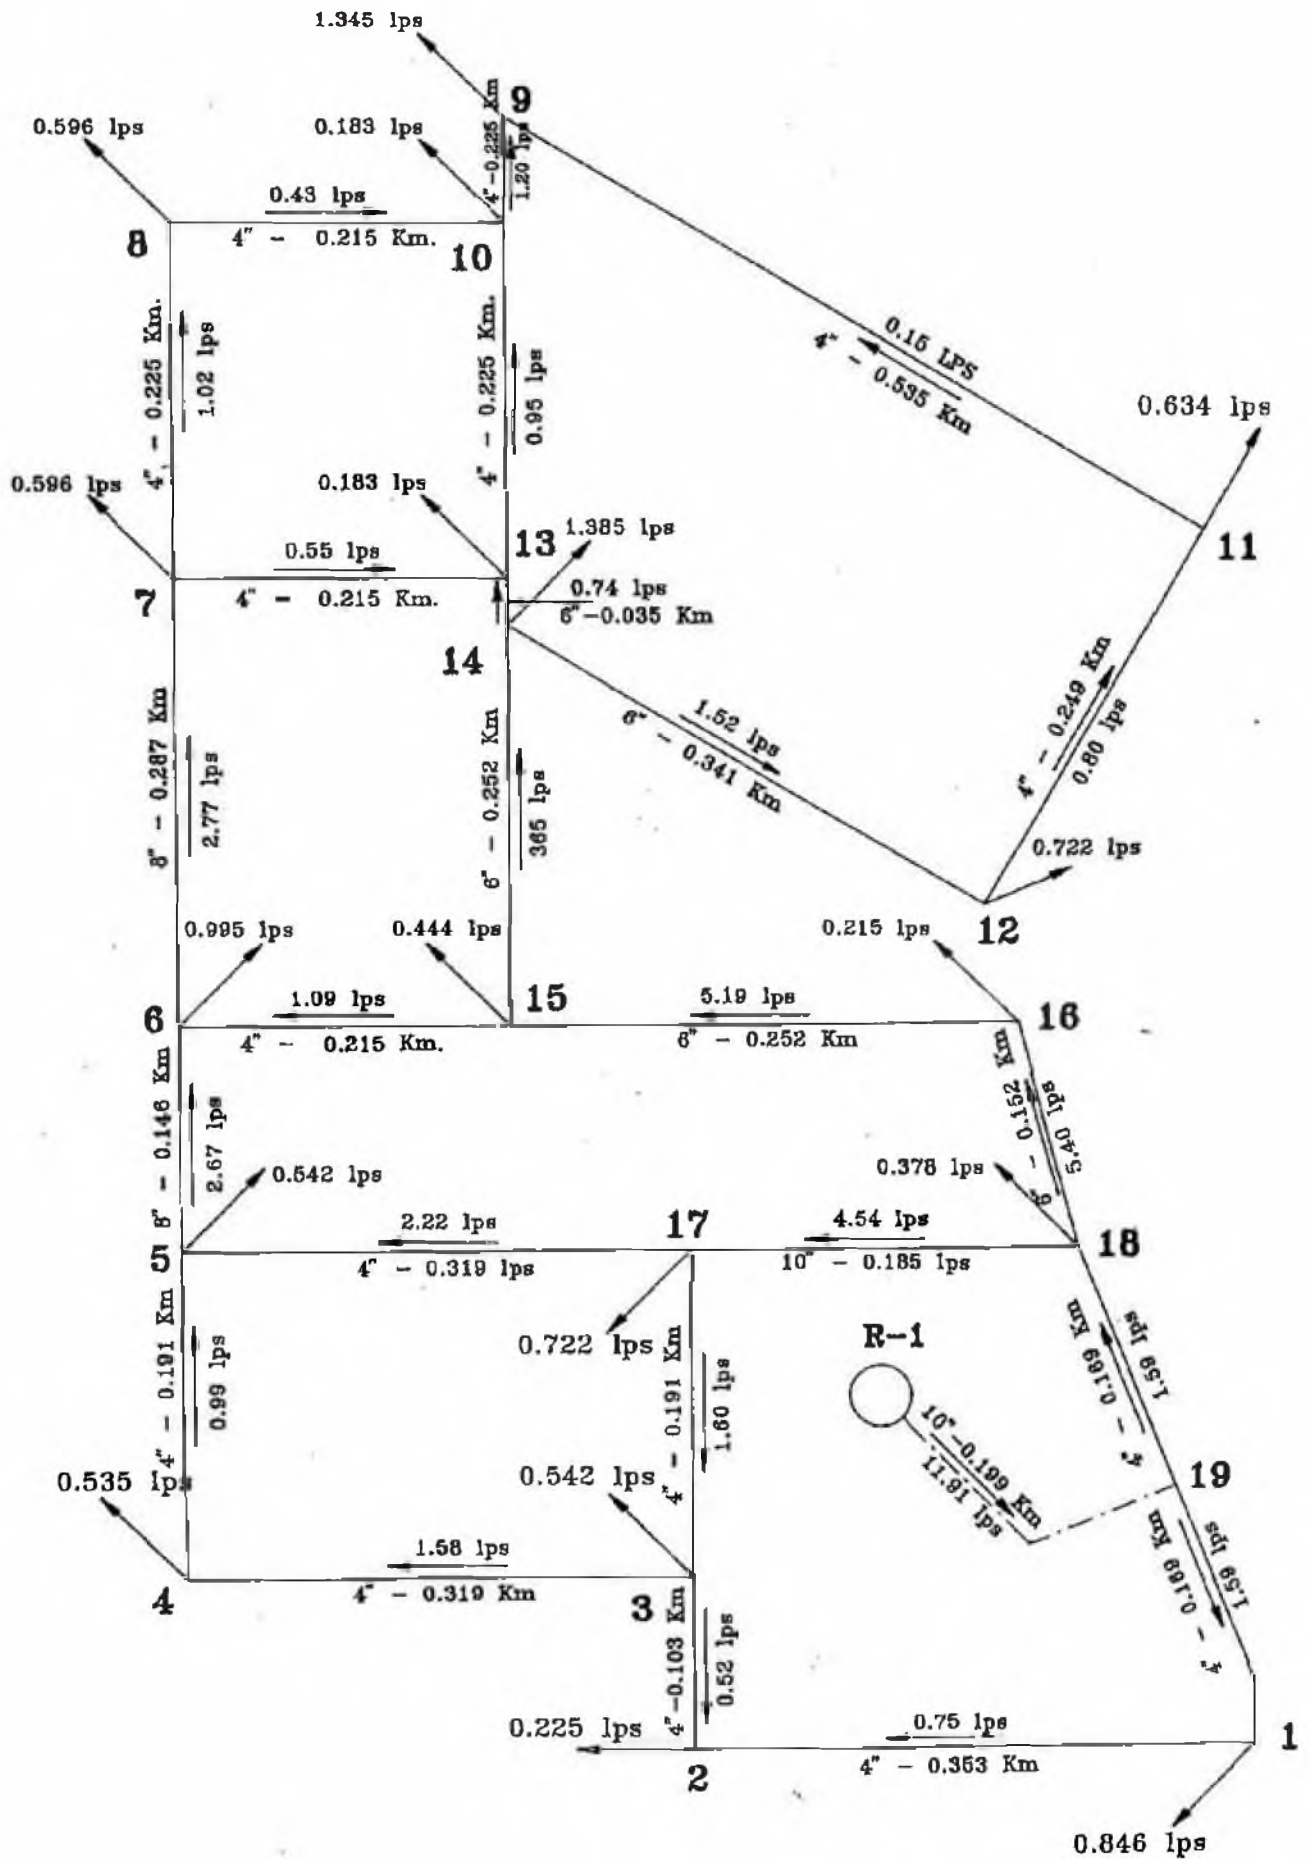 1.345 lps
9
4"-0.225 Km
1.20 lps
0.596 lps
0.183 lps
0.43 lps
8
4" - 0.215 Km.
10
4" - 0.225 Km.
1.02 lps
4" - 0.225 Km.
0.95 lps
0.15 LPS
4" - 0.535 Km
0.634 lps
11
0.596 lps
0.183 lps
13
1.385 lps
0.55 lps
7
4" - 0.215 Km.
0.74 lps
6"-0.035 Km
14
8" - 0.287 Km
2.77 lps
6" - 0.252 Km
365 lps
1.52 lps
6" - 0.341 Km
4" - 0.249 Km
0.80 lps
0.722 lps
12
0.995 lps
0.444 lps
0.215 lps
6
1.09 lps
4" - 0.215 Km.
15
5.19 lps
6" - 0.252 Km
16
8" - 0.146 Km
2.67 lps
8" - 0.152 Km
5.40 lps
0.542 lps
0.378 lps
5
2.22 lps
4" - 0.319 lps
17
4.54 lps
10" - 0.185 lps
18
4" - 0.191 Km
0.99 lps
0.722 lps
4" - 0.191 Km
1.60 lps
R-1
10"-0.199 Km
11.91 lps
4" - 0.169 Km
1.59 lps
19
0.535 lps
0.542 lps
4
1.58 lps
4" - 0.319 Km
3
4"-0.103 Km
0.52 lps
4" - 0.169 Km
1.59 lps
0.225 lps
2
0.75 lps
4" - 0.353 Km
1
0.846 lps